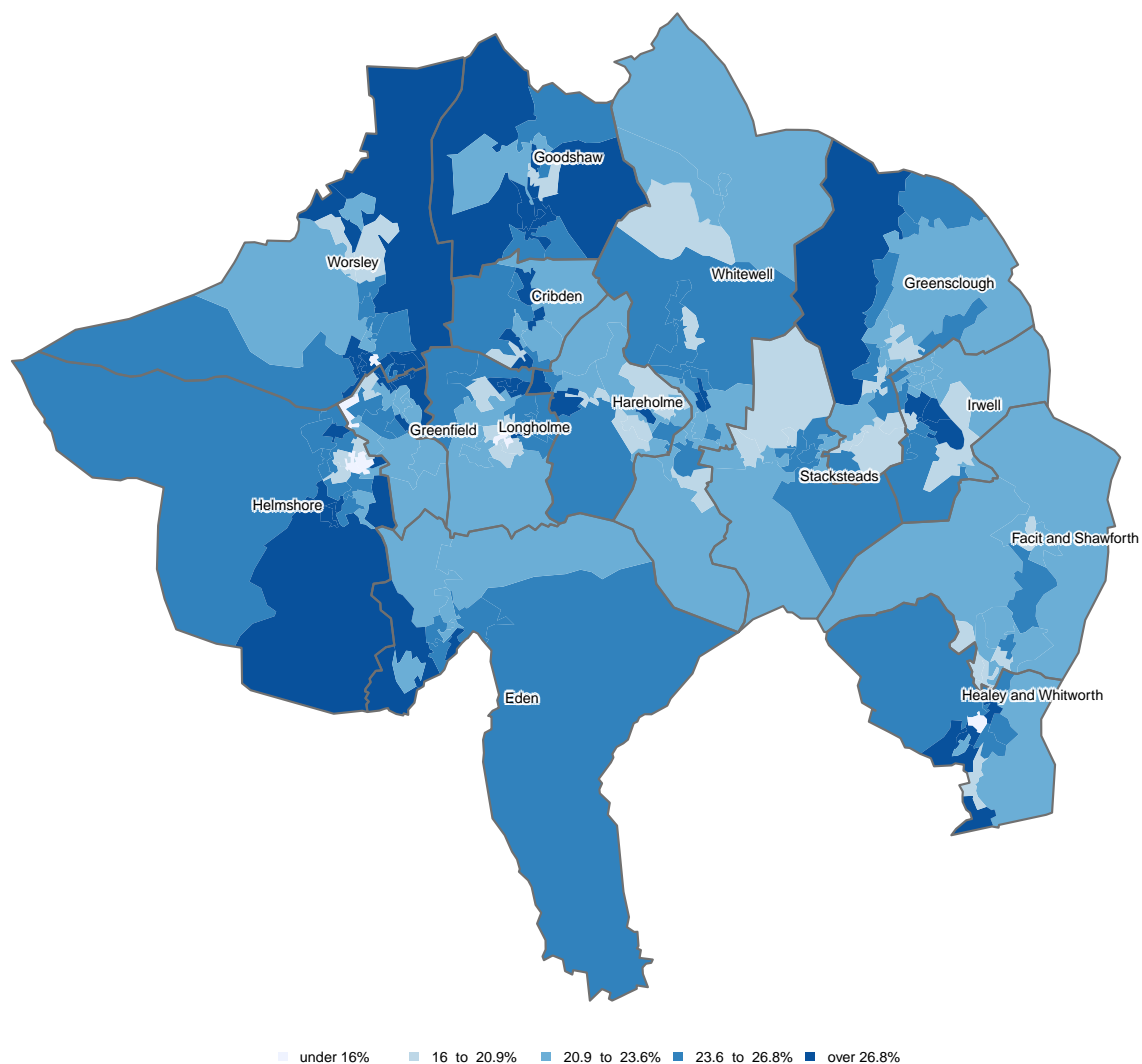 Goodshaw
Worsley
Whitewell
Greensclough
Cribden
Hareholme
Irwell
Greenfield
Longholme
Stacksteads
Helmshore
Facit and Shawforth
Eden
Healey and Whitworth
under 16% 16 to 20.9% 20.9 to 23.6% 23.6 to 26.8% over 26.8%